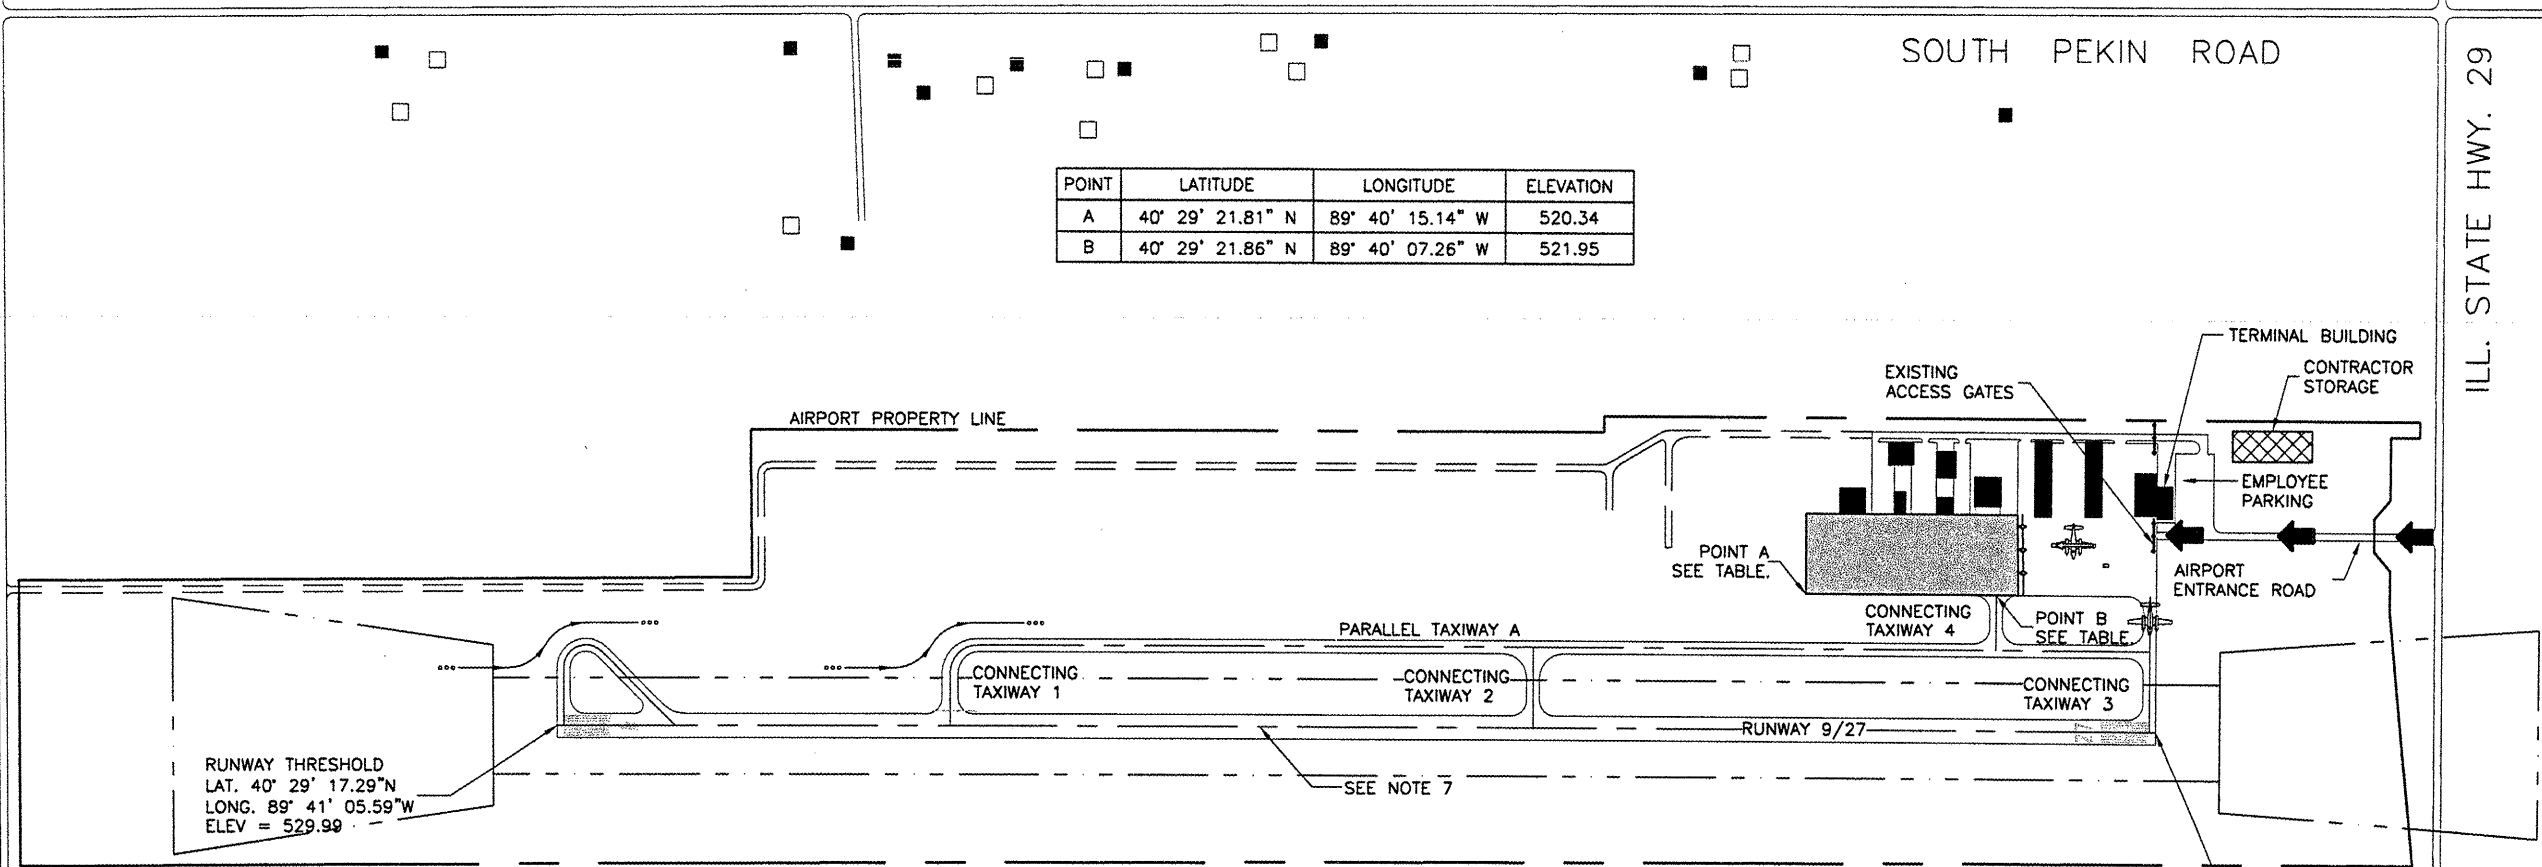 SOUTH PEKIN ROAD
ILL. STATE HWY. 29
POINT LATITUDE LONGITUDE ELEVATION
A 40° 29' 21.81" N 89° 40' 15.14" W 520.34
B 40° 29' 21.86" N 89° 40' 07.26" W 521.95
TERMINAL BUILDING
CONTRACTOR
STORAGE
EXISTING
ACCESS GATES
AIRPORT PROPERTY LINE
EMPLOYEE
PARKING
POINT A
SEE TABLE.
AIRPORT
ENTRANCE ROAD
CONNECTING
TAXIWAY 4
POINT B
SEE TABLE.
PARALLEL TAXIWAY A
CONNECTING
TAXIWAY 1
CONNECTING
TAXIWAY 2
CONNECTING
TAXIWAY 3
RUNWAY 9/27
RUNWAY THRESHOLD
LAT. 40° 29' 17.29"N
LONG. 89° 41' 05.59"W
ELEV = 529.99
SEE NOTE 7